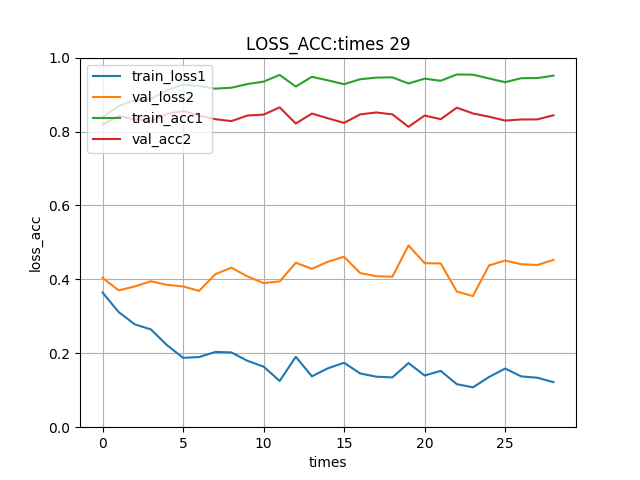 LOSS_ACC:times 29
train_loss1
val_loss2
train_acc1
val_acc2
loss_acc
1.0
0.8
0.6
0.4
0.2
0.0
0 5 10 15 20 25
times